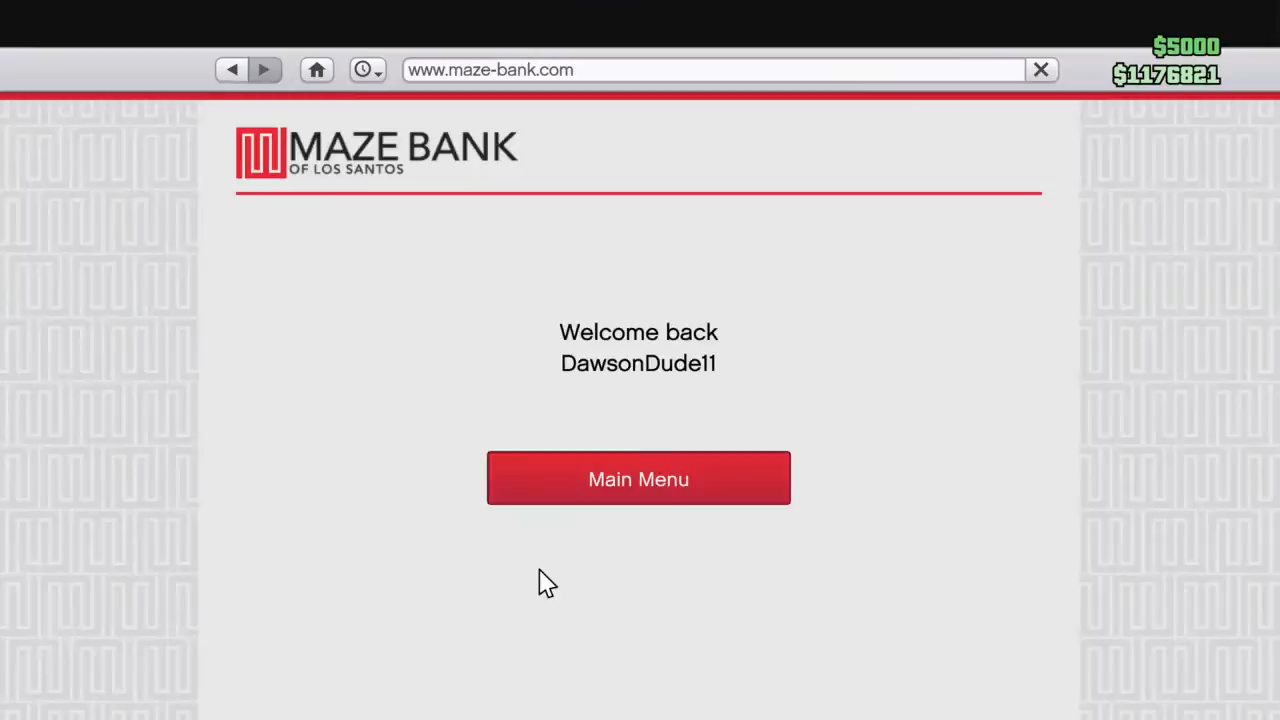 $5000
www.maze-bank.com
$1176821
MAZE BANK
OF LOS SANTOS
Welcome back
DawsonDude11
Main Menu